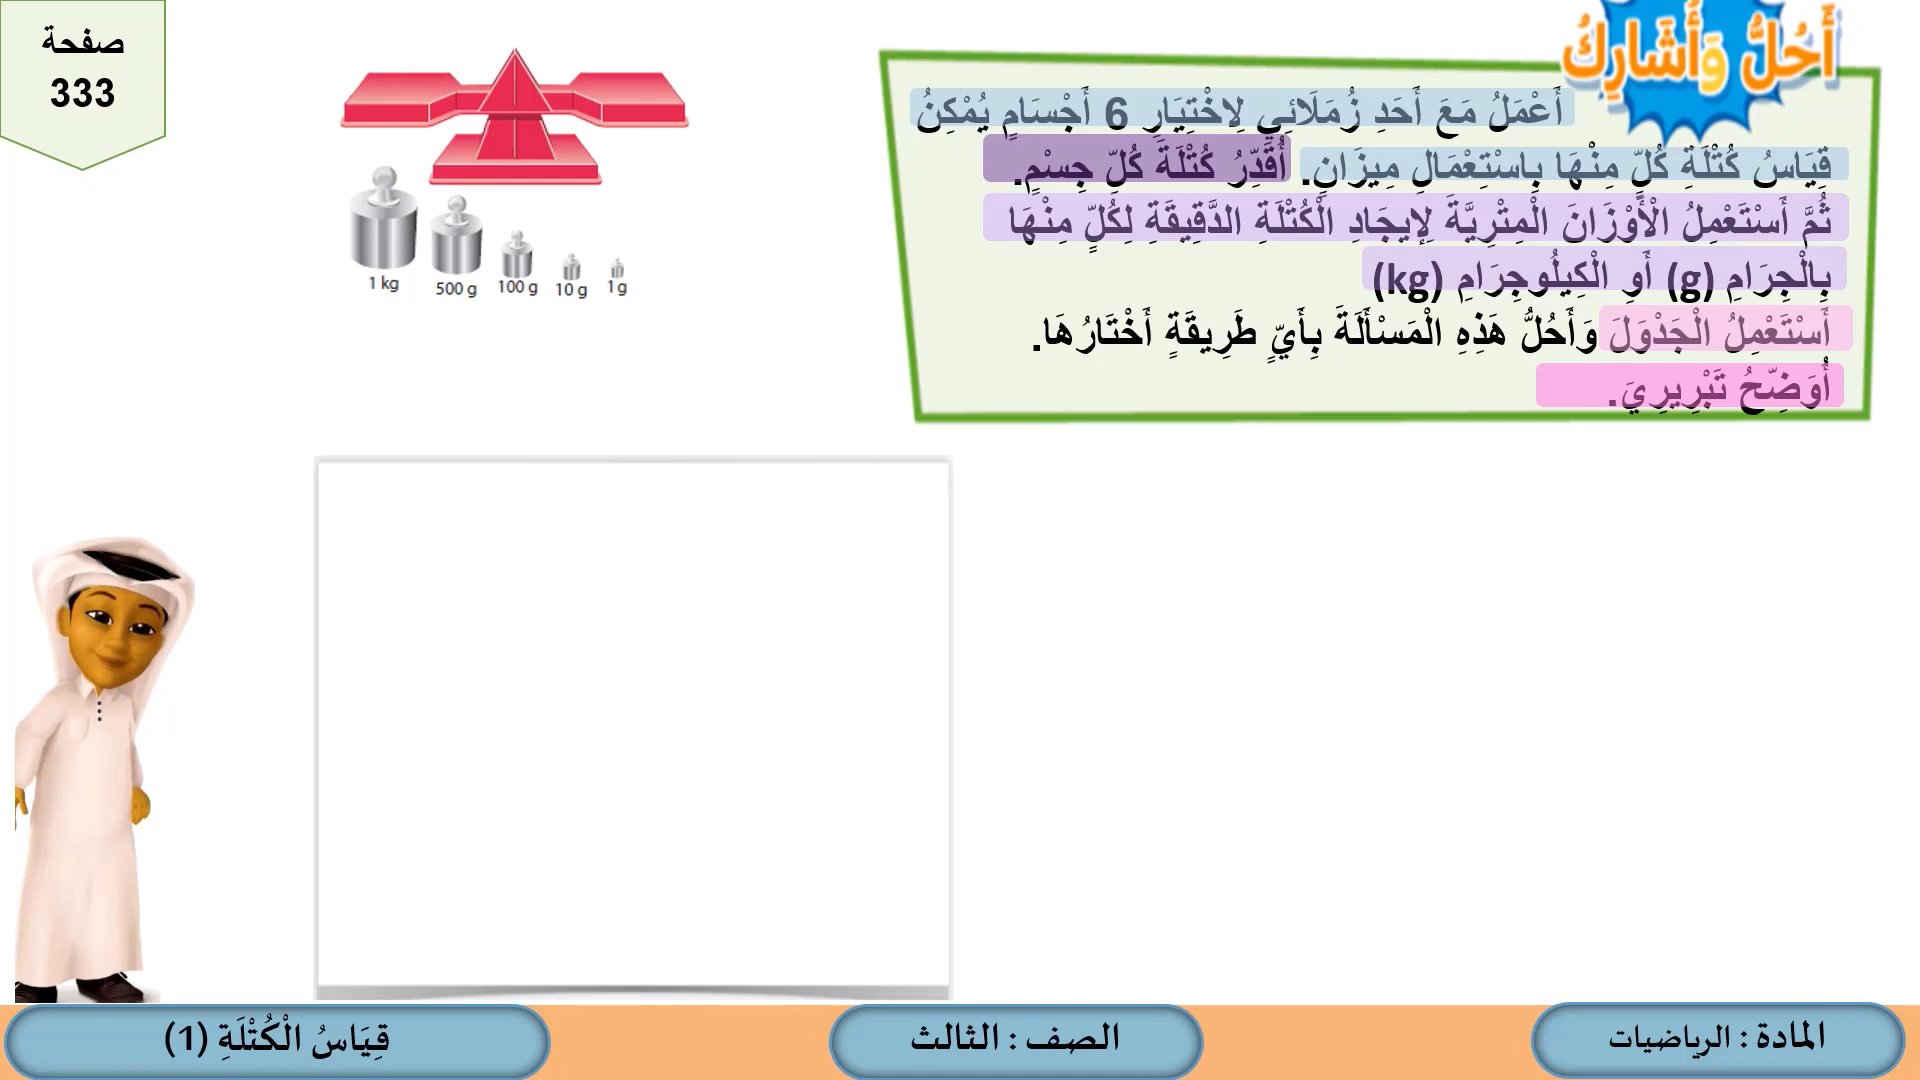 صفحة
333
أَحُلُّ وَأُشَارِكُ
أَعْمَلُ مَعَ أَحَدِ زُمَلَائِي لِاخْتِيَارِ 6 أَجْسَامٍ يُمْكِنُ
قِيَاسُ كُتْلَةِ كُلٍّ مِنْهَا بِاسْتِعْمَالِ مِيزَانٍ. أُقَدِّرُ كُتْلَةَ كُلِّ جِسْمٍ.
ثُمَّ أَسْتَعْمِلُ الْأَوْزَانَ الْمِتْرِيَّةَ لِإِيجَادِ الْكُتْلَةِ الدَّقِيقَةِ لِكُلٍّ مِنْهَا
بِالْجِرَامِ (g) أَوِ الْكِيلُوجِرَامِ (kg)
أَسْتَعْمِلُ الْجَدْوَلَ وَأَحُلُّ هَذِهِ الْمَسْأَلَةَ بِأَيِّ طَرِيقَةٍ أَخْتَارُهَا.
أُوَضِّحُ تَبْرِيرِيَ.
1 kg
500 g
100 g
10 g
1 g
المادة : الرياضيات
الصف : الثالث
قِيَاسُ الْكُتْلَةِ (1)